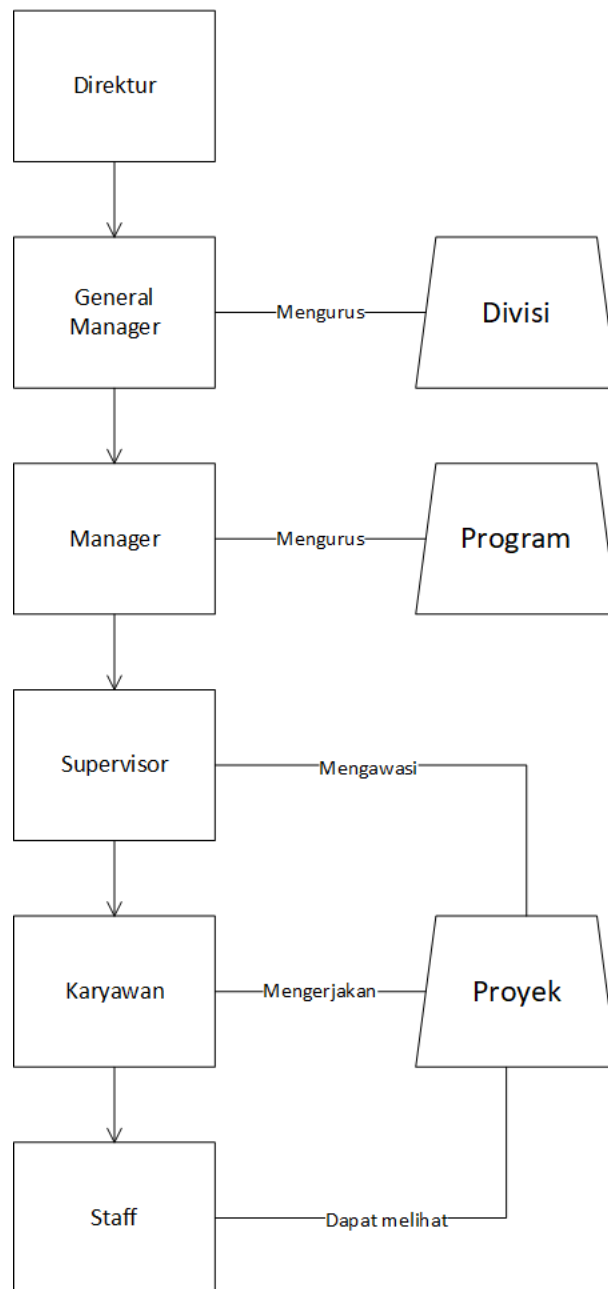 Direktur
General
Manager
Mengurus
Divisi
Manager
Mengurus
Program
Supervisor
Mengawasi
Karyawan
Mengerjakan
Proyek
Staff
Dapat melihat